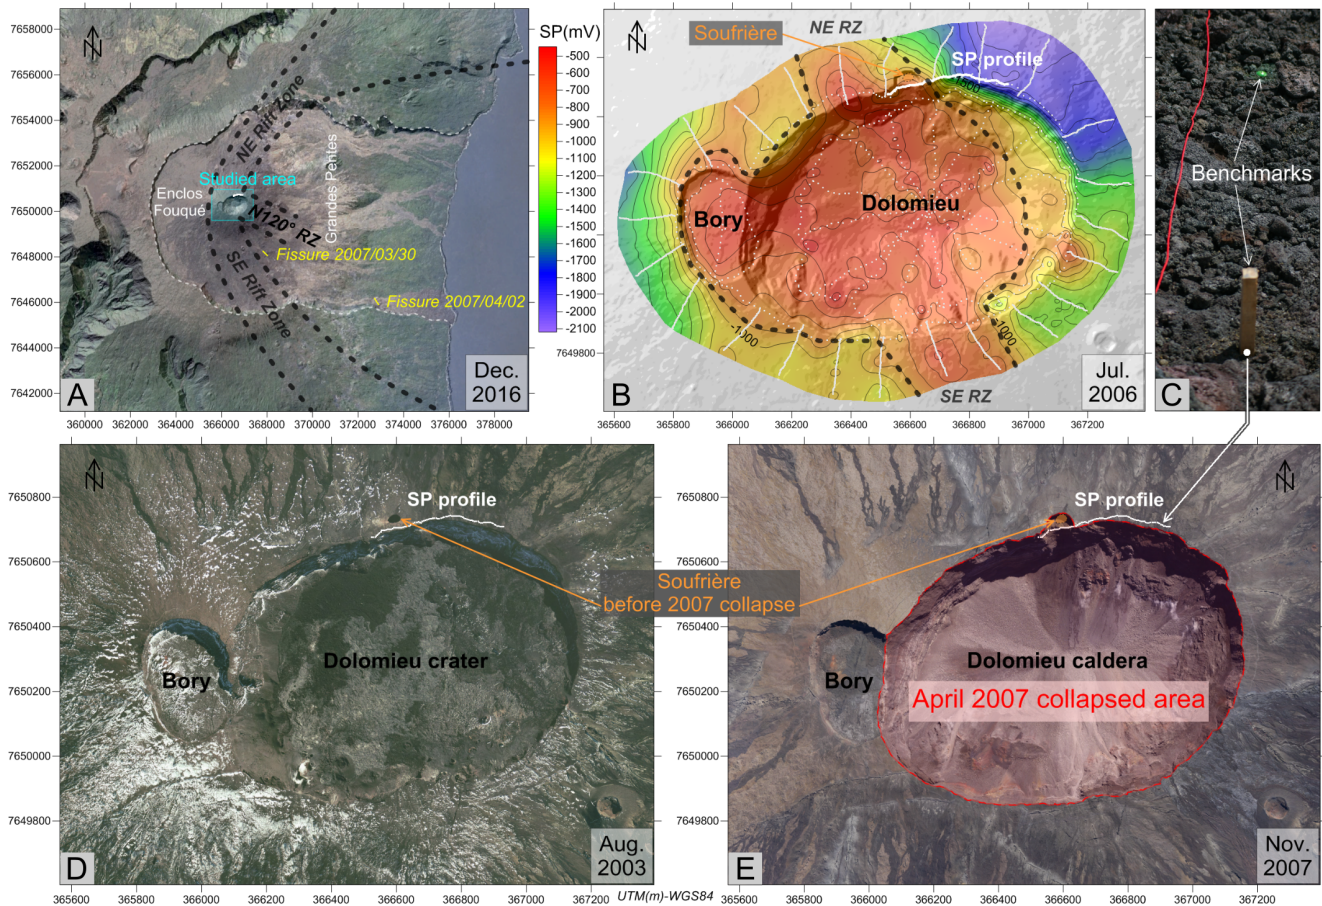 7658000
7656000
7654000
7652000
7650000
7648000
7646000
7644000
7642000
360000 362000 364000 366000 368000 370000 372000 374000 376000 378000
N
NE Rift Zone
Studied area
Enclos
Fouqué
Grandes Pentes
N120° RZ
Fissure 2007/03/30
SE Rift Zone
Fissure 2007/04/02
A
Dec.
2016
SP(mV)
-500
-600
-700
-800
-900
-1000
-1100
-1200
-1300
-1400
-1500
-1600
-1700
-1800
-1900
-2000
-2100
N
NE RZ
Soufrière
SP profile
-1500
Bory
Dolomieu
-1000
-1000
7649800
SE RZ
B
Jul.
2006
365600 365800 366000 366200 366400 366600 366800 367000 367200
Benchmarks
C
7650800
7650600
7650400
7650200
7650000
7649800
N
SP profile
Soufrière
before 2007 collapse
Dolomieu crater
Bory
D
Aug.
2003
365600 365800 366000 366200 366400 366600 366800 367000 367200
UTM(m)-WGS84
7650800
7650600
7650400
7650200
7650000
7649800
N
SP profile
Dolomieu caldera
Bory
April 2007 collapsed area
E
Nov.
2007
365600 365800 366000 366200 366400 366600 366800 367000 367200